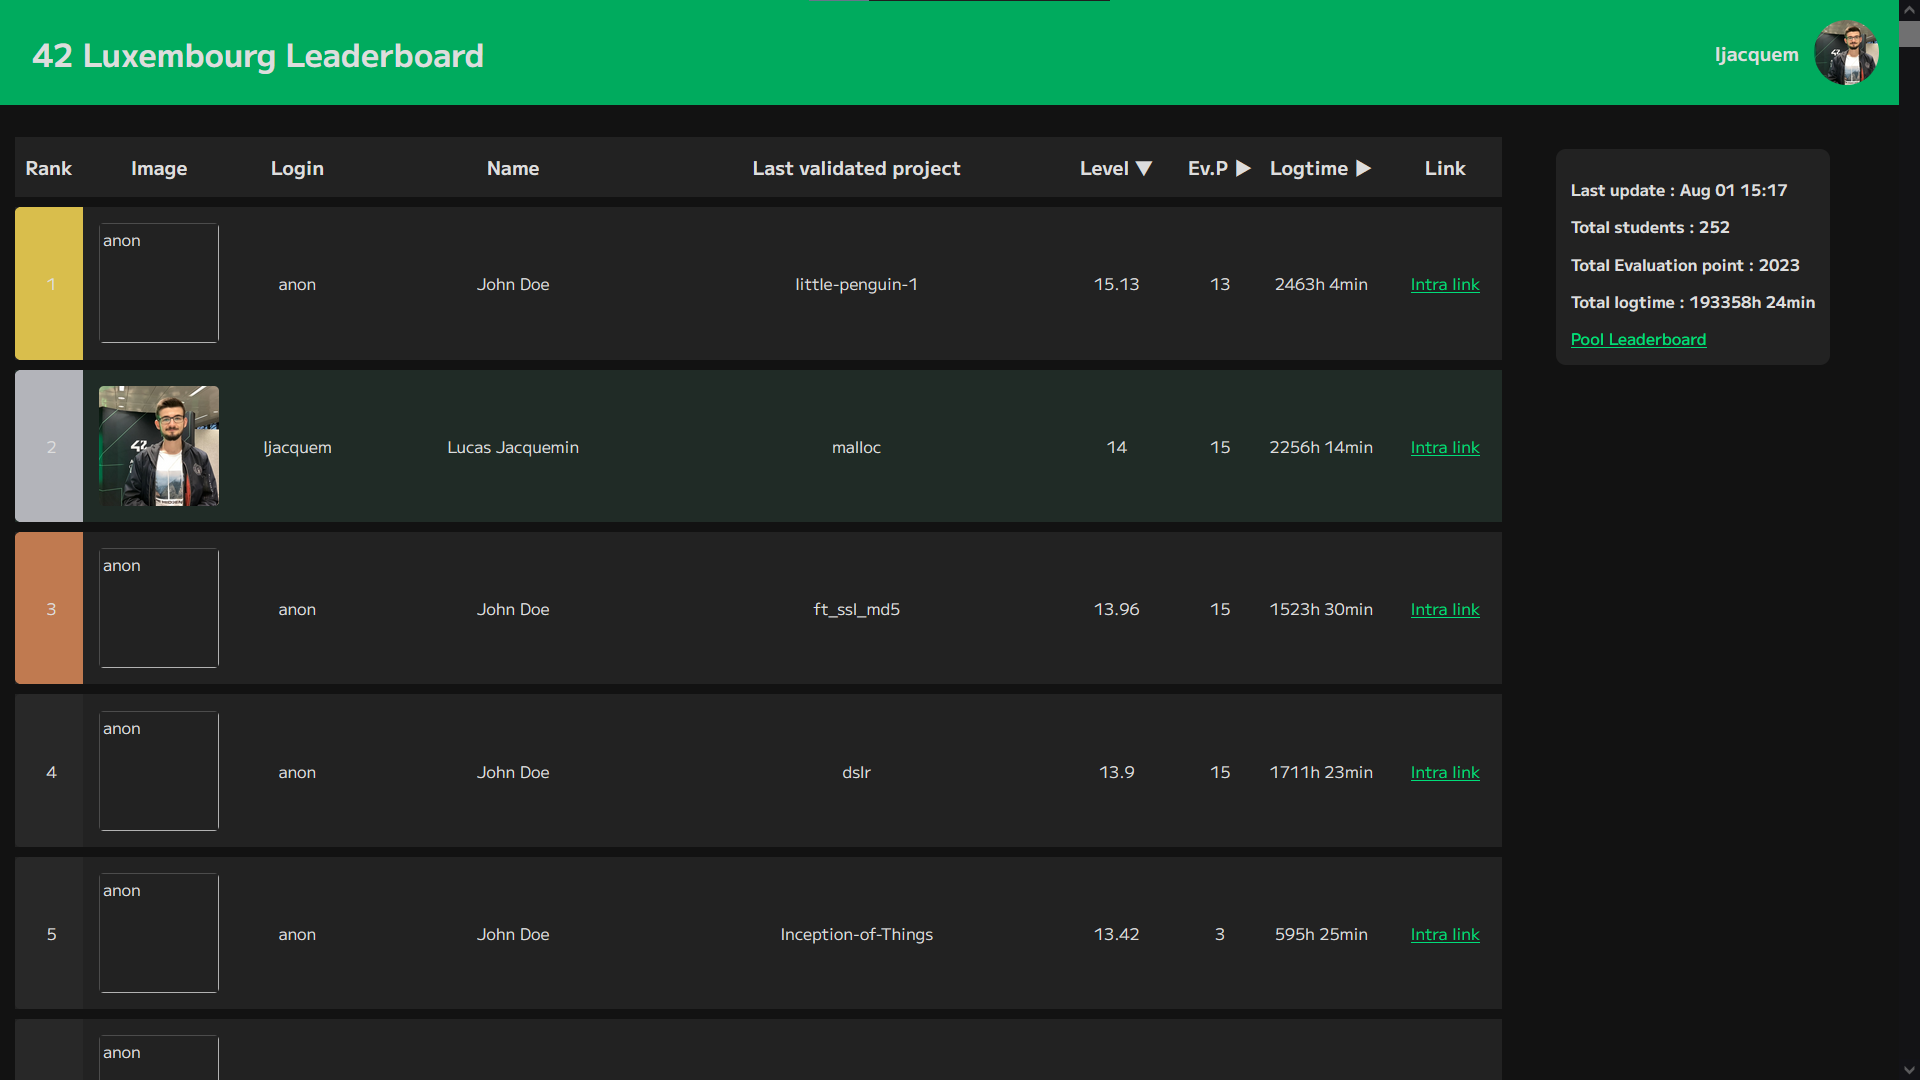 42 Luxembourg Leaderboard
ljacquem
Rank Image Login Name Last validated project Level ▼ Ev.P ▶ Logtime ▶ Link
1 anon anon John Doe little-penguin-1 15.13 13 2463h 4min Intra link
2 ljacquem Lucas Jacquemin malloc 14 15 2256h 14min Intra link
3 anon anon John Doe ft_ssl_md5 13.96 15 1523h 30min Intra link
4 anon anon John Doe dslr 13.9 15 1711h 23min Intra link
5 anon anon John Doe Inception-of-Things 13.42 3 595h 25min Intra link
anon
Last update : Aug 01 15:17
Total students : 252
Total Evaluation point : 2023
Total logtime : 193358h 24min
Pool Leaderboard